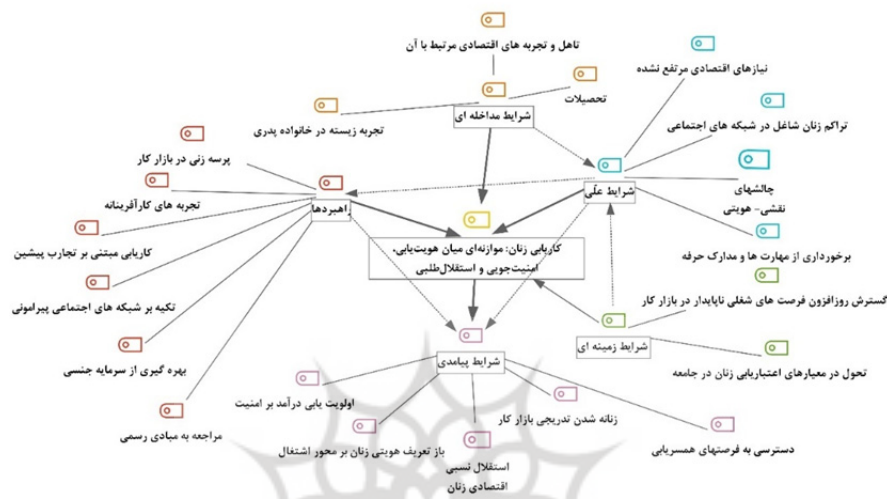 تاهل و تجربه های اقتصادی مرتبط با آن
نیازهای اقتصادی مرتفع نشده
تحصیلات
تجربه زیسته در خانواده پدری
شرایط مداخله ای
تراکم زنان شاغل در شبکه های اجتماعی
پرسه زنی در بازار کار
چالشهای
نقشی- هویتی
شرایط علّی
تجربه های کارآفرینانه
راهبردها
برخورداری از مهارت ها و مدارک حرفه
کاریابی مبتنی بر تجارب پیشین
کاریابی زنان: موازنه‌ای میان هویت‌یابی،
امنیت‌جویی و استقلال‌طلبی
گسترش روزافزون فرصت های شغلی ناپایدار در بازار کار
تکیه بر شبکه های اجتماعی پیرامونی
شرایط زمینه ای
تحول در معیارهای اعتباریابی زنان در جامعه
شرایط پیامدی
بهره گیری از سرمایه جنسی
اولویت یابی درآمد بر امنیت
زنانه شدن تدریجی بازار کار
مراجعه به مبادی رسمی
باز تعریف هویتی زنان بر محور اشتغال
دسترسی به فرصتهای همسریابی
استقلال نسبی
اقتصادی زنان